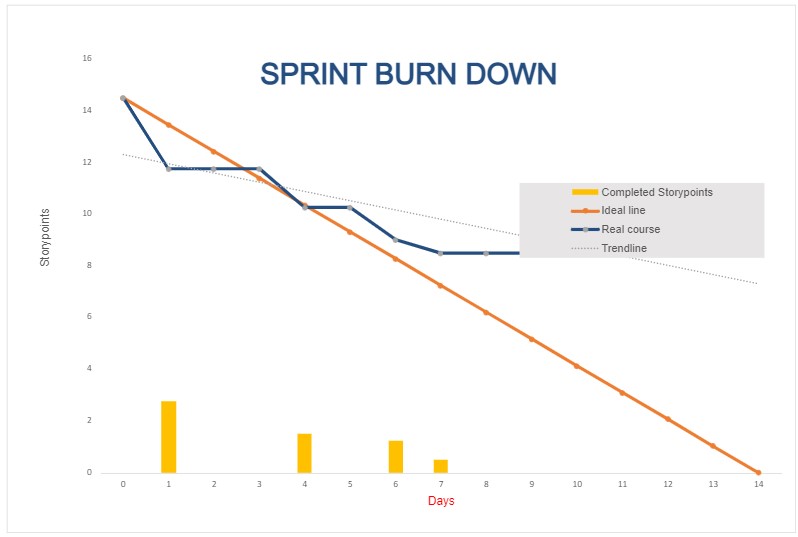 SPRINT BURN DOWN
16
14
12
10
8
6
4
2
0
Storypoints
Completed Storypoints
Ideal line
Real course
Trendline
0 1 2 3 4 5 6 7 8 9 10 11 12 13 14
Days